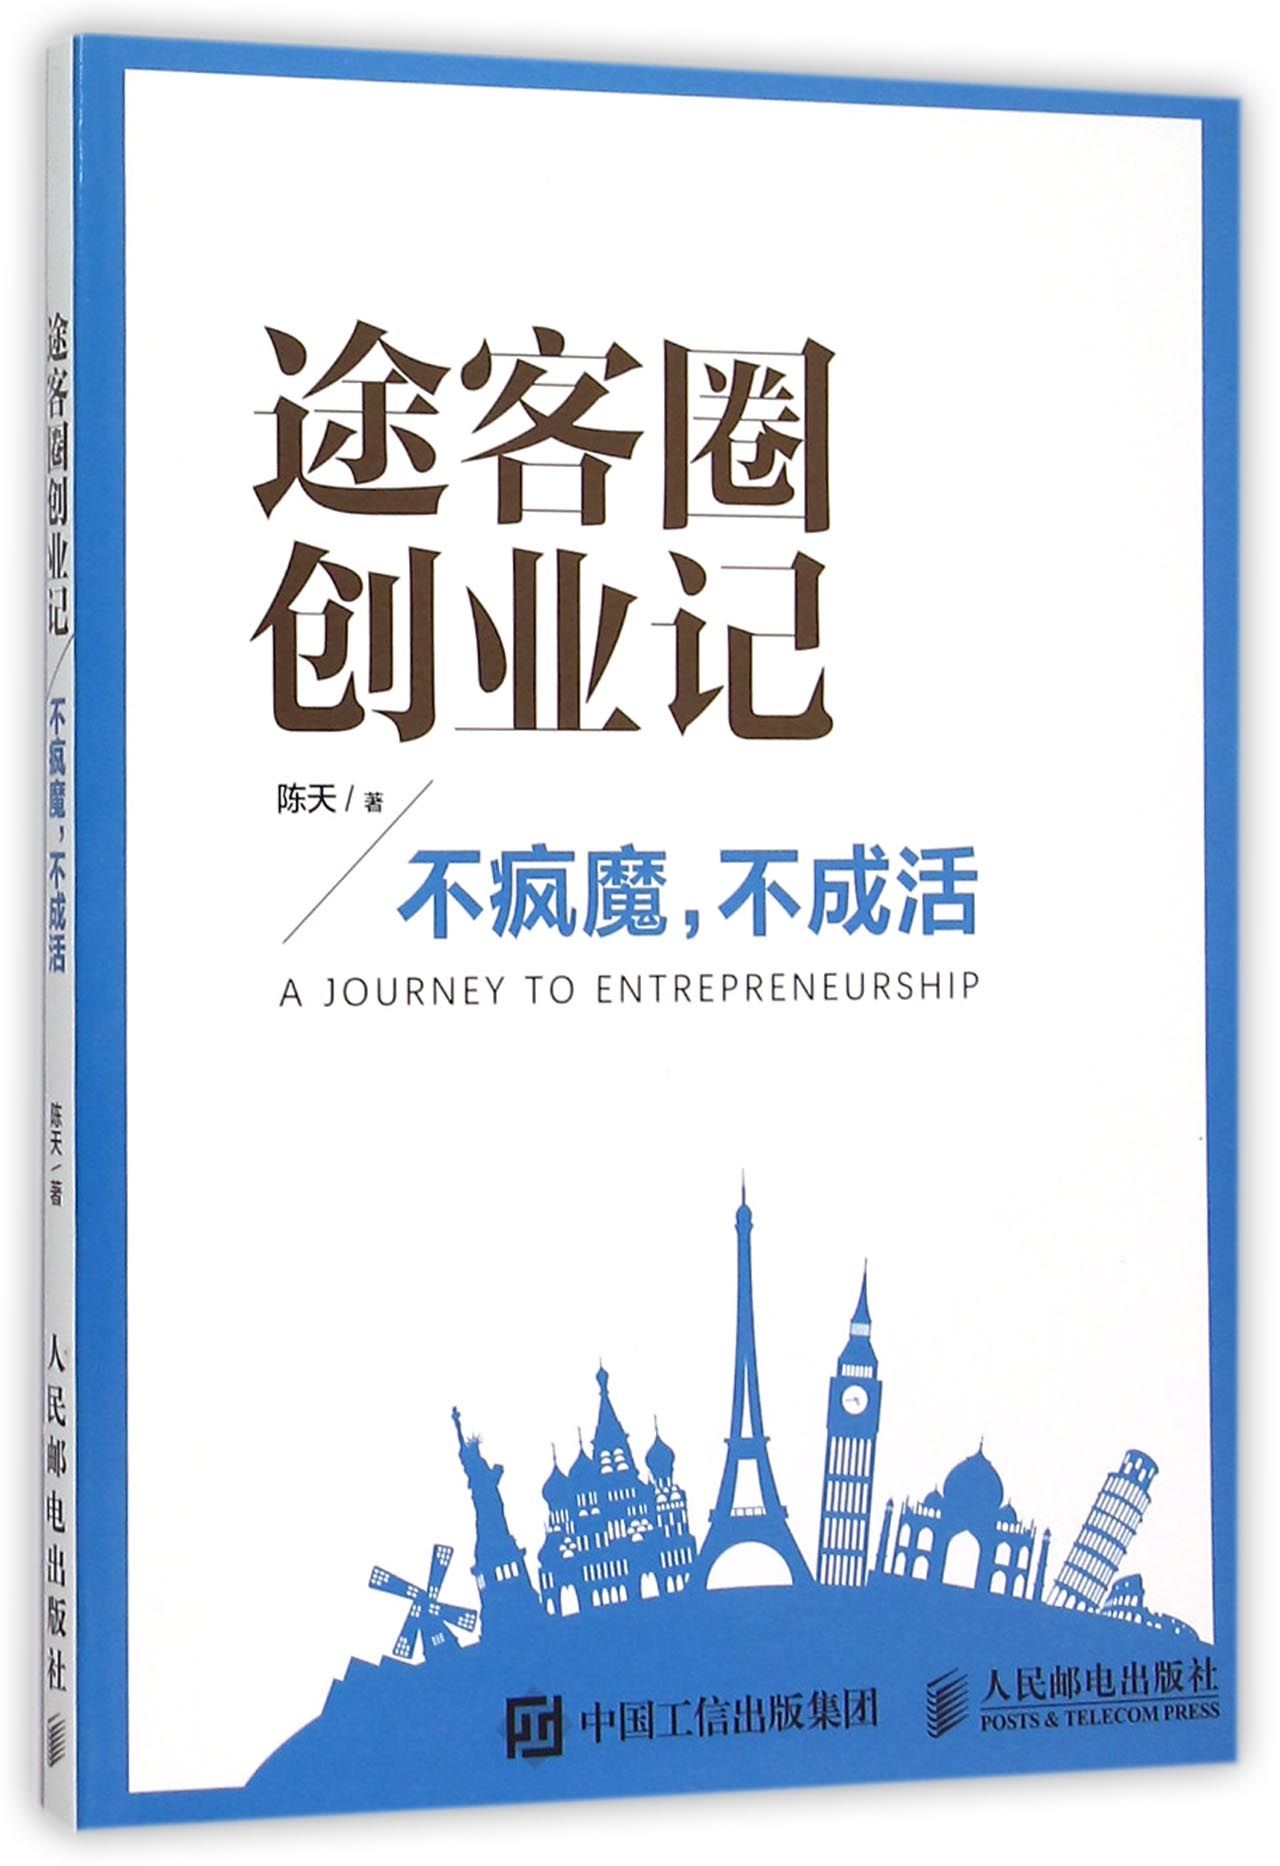 途客圈
创业记
陈天/著
不疯魔,不成活
A JOURNEY TO ENTREPRENEURSHIP
中国工信出版集团
人民邮电出版社
POSTS & TELECOM PRESS
途客圈创业记/不疯魔,不成活
陈天/著
人民邮电出版社